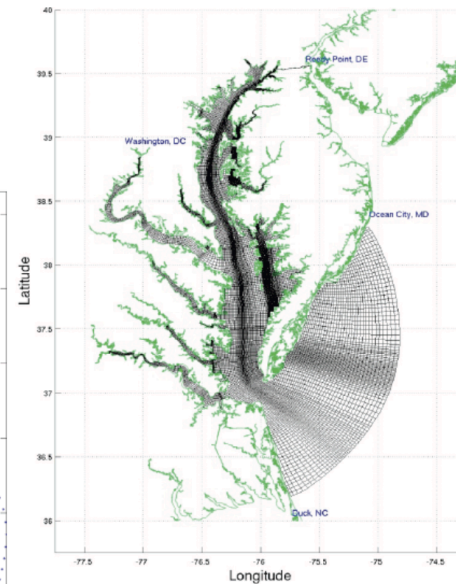 40
39.5
39
38.5
38
37.5
37
36.5
36
Latitude
Reedy Point, DE
Washington, DC
Ocean City, MD
Duck, NC
-77.5 -77 -76.5 -76 -75.5 -75 -74.5
Longitude